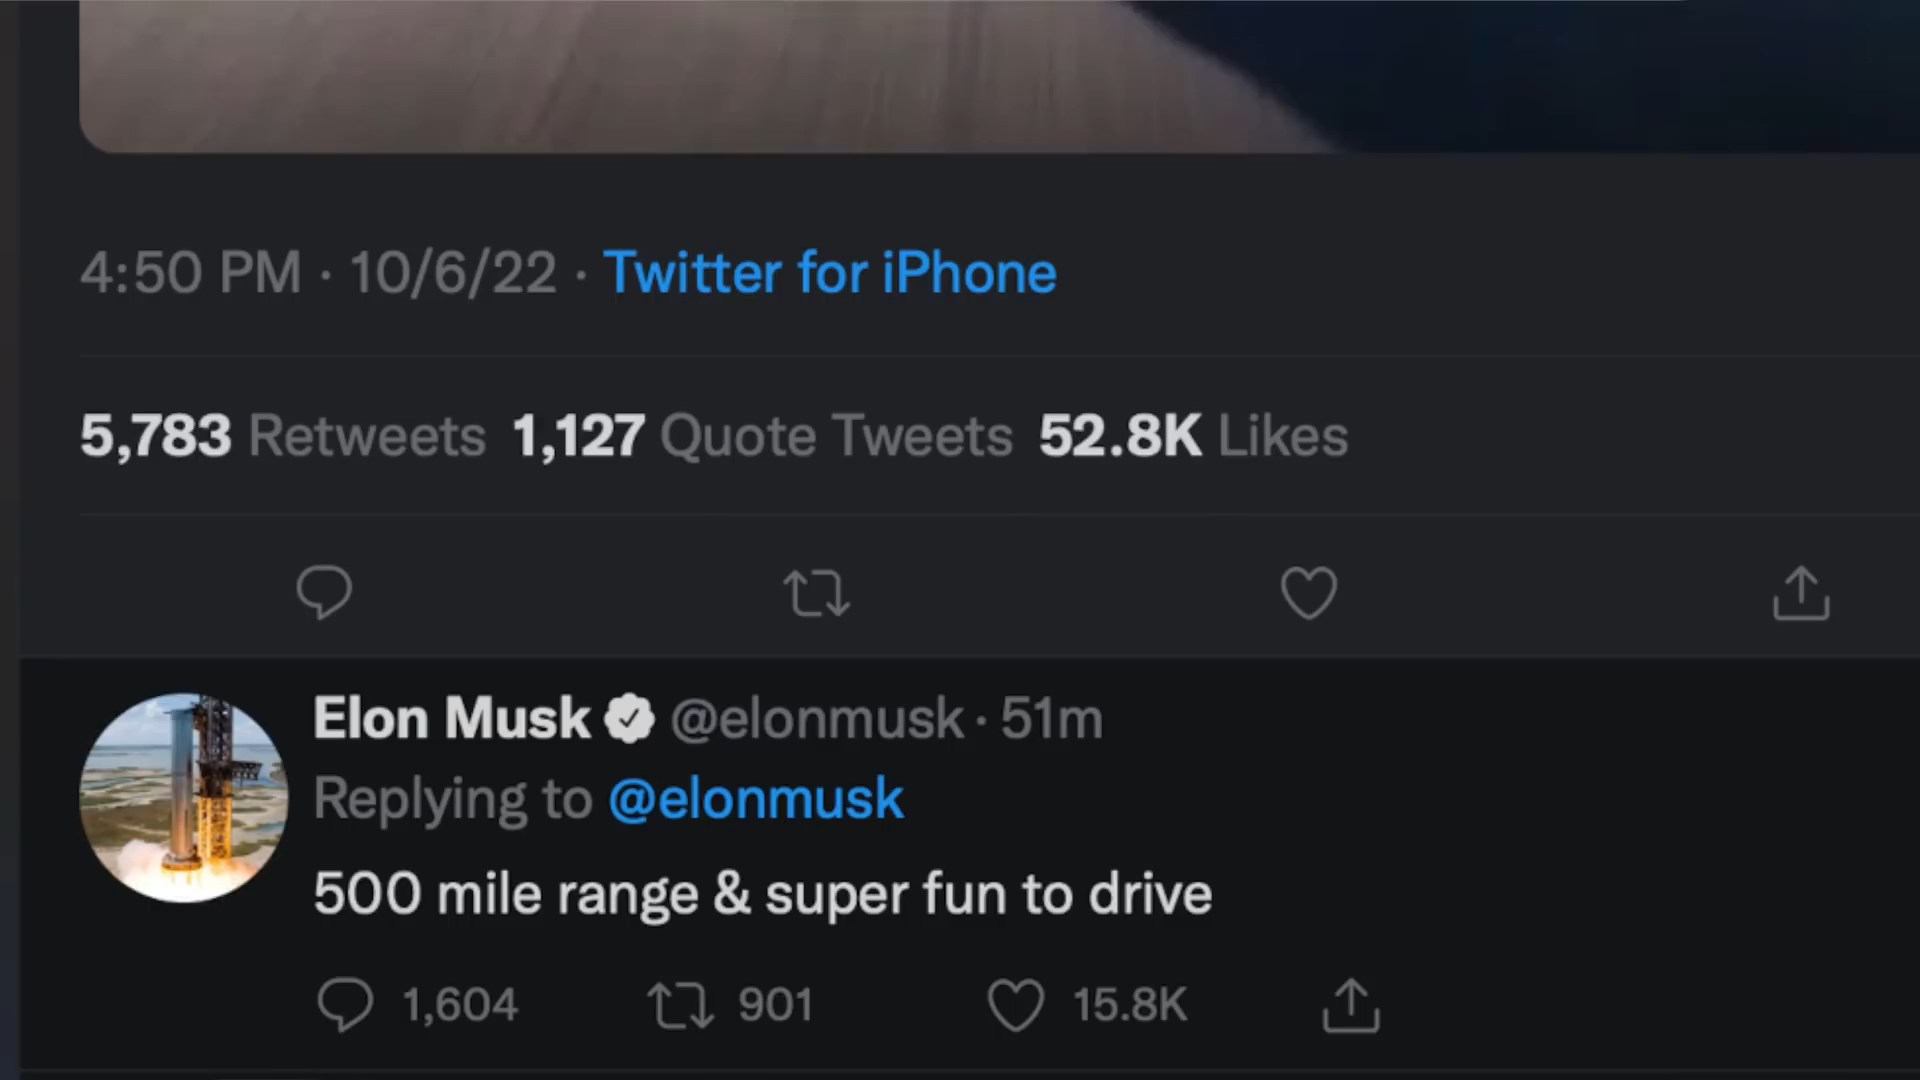 4:50 PM · 10/6/22 · Twitter for iPhone
5,783 Retweets 1,127 Quote Tweets 52.8K Likes
Elon Musk @elonmusk · 51m
Replying to @elonmusk
500 mile range & super fun to drive
1,604 901 15.8K